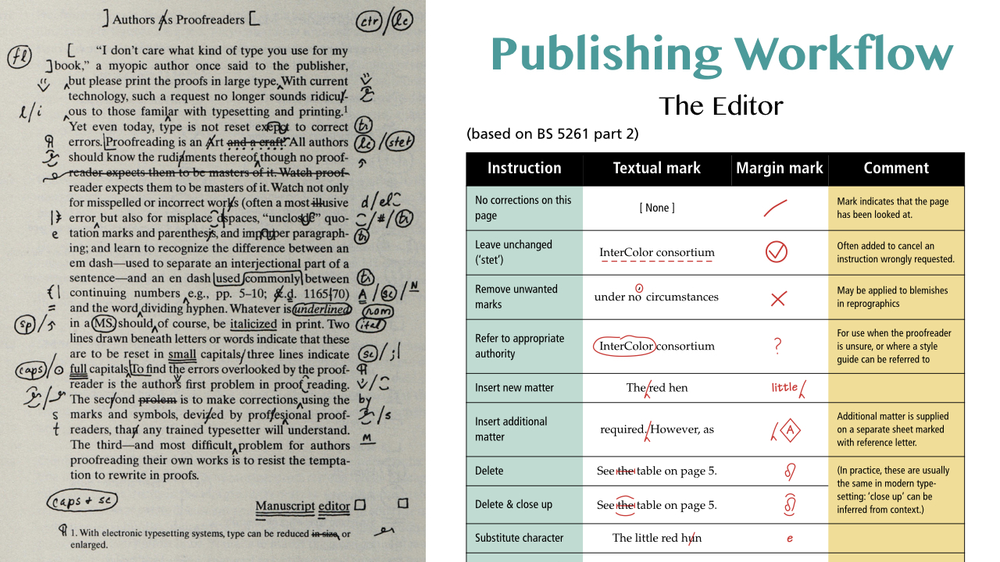 ] Authors As Proofreaders [
ctr / lc
fl
[ “I don’t care what kind of type you use for my
] book,” a myopic author once said to the publisher,
but please print the proofs in large type. With current
technology, such a request no longer sounds ridicul-
l/i
ous to those familar with typesetting and printing.¹
Yet even today, type is not reset exepct to correct
tr
errors. Proofreading is an Art and a craft. All authors
lc / stet
should know the rudiments thereof though no proof-
reader expects them to be masters of it. Watch proof-
reader expects them to be masters of it. Watch not only
for misspelled or incorrect works (often a most illusive
d/el
error but also for misplace dspaces, “unclosde” quo-
/#/ tr
e
tation marks and parenthesis, and imporper paragraph-
tr
ing; and learn to recognize the difference between an
em dash—used to separate an interjectional part of a
sentence—and an en dash used commonly between
tr
continuing numbers e.g., pp. 5–10; q.d. 1165|70)
A / sc / N
=
and the word dividing hyphen. Whatever is underlined
rom
sp /
in a MS. should of course, be italicized in print. Two
ital
lines drawn beneath letters or words indicate that these
are to be reset in small capitals three lines indicate
sc / ;|
caps / ⊙
full capitals To find the errors overlooked by the proof-
¶
reader is the authors first problem in proof reading.
The secyond prolem is to make corrections using the
by
s
marks and symbols, devized by proffesional proof-
/s
t
readers, than any trained typesetter will understand.
The third—and most difficult problem for authors
M
proofreading their own works is to resist the tempta-
tion to rewrite in proofs.
caps + sc
Manuscript editor □ □
¶ 1. With electronic typesetting systems, type can be reduced in size, or
enlarged.
Publishing Workflow
The Editor
(based on BS 5261 part 2)
Instruction Textual mark Margin mark Comment
No corrections on this
page
[ None ]
Mark indicates that the page
has been looked at.
Leave unchanged
(‘stet’)
InterColor consortium
Often added to cancel an
instruction wrongly requested.
Remove unwanted
marks
under no circumstances
May be applied to blemishes
in reprographics
Refer to appropriate
authority
InterColor consortium
?
For use when the proofreader
is unsure, or where a style
guide can be referred to
Insert new matter
The red hen
little
Insert additional
matter
required. However, as
A
Additional matter is supplied
on a separate sheet marked
with reference letter.
Delete
See the table on page 5.
(In practice, these are usually
the same in modern type-
setting: ‘close up’ can be
inferred from context.)
Delete & close up
See the table on page 5.
Substitute character
The little red hun
e